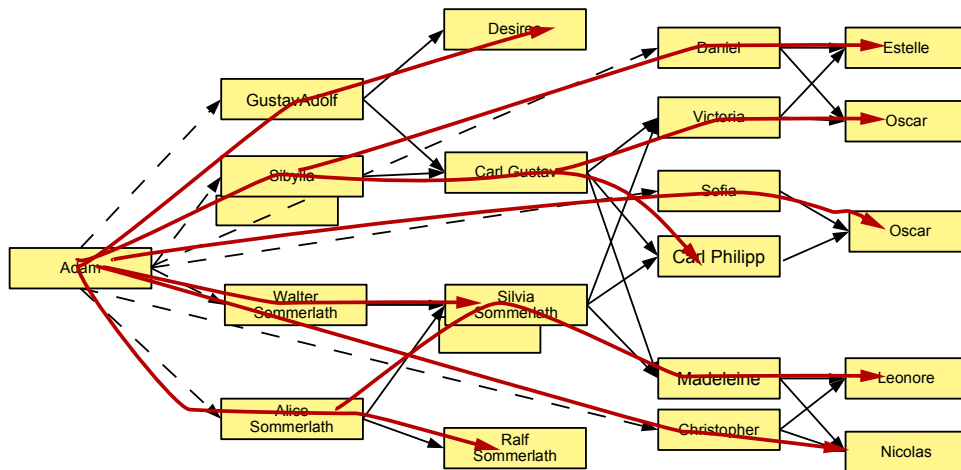 Desiree
Daniel
Estelle
GustavAdolf
Victoria
Oscar
Sibylla
Carl Gustav
Sofia
Oscar
Adam
Carl Philipp
Walter
Sommerlath
Silvia
Sommerlath
Madeleine
Leonore
Alice
Sommerlath
Christopher
Ralf
Sommerlath
Nicolas